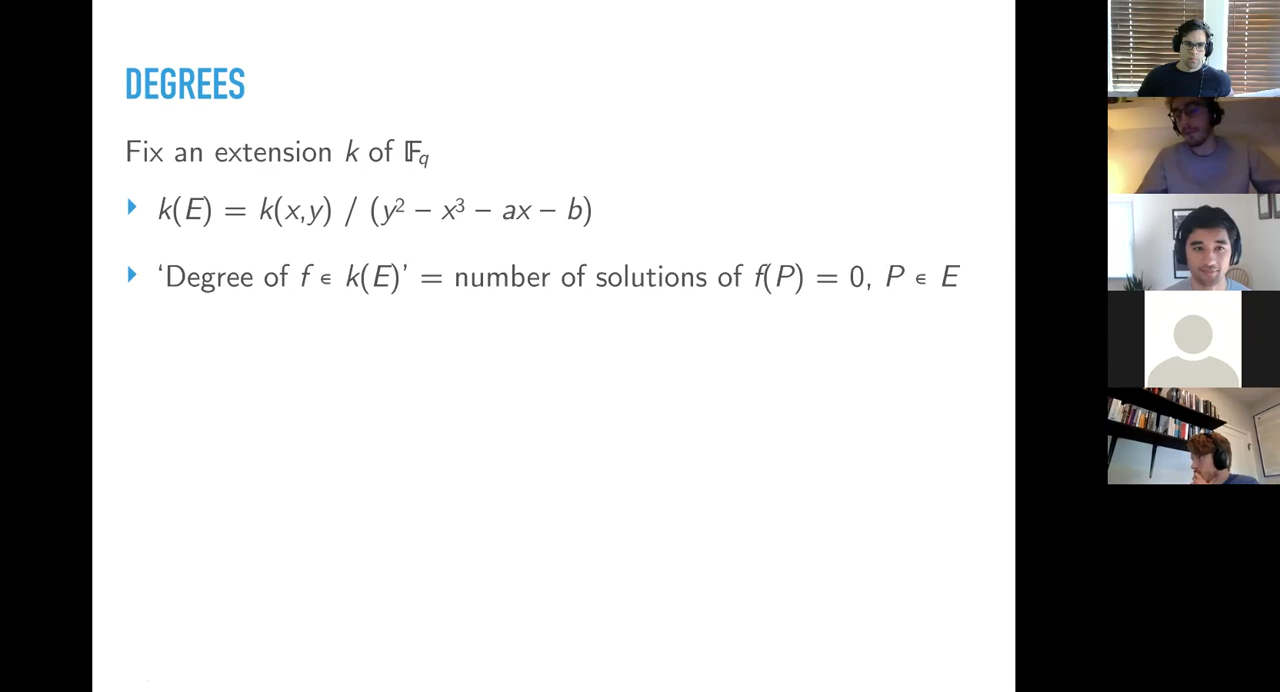 DEGREES
Fix an extension k of 𝔽q
k(E) = k(x,y) / (y² – x³ – ax – b)
‘Degree of f ∊ k(E)’ = number of solutions of f(P) = 0, P ∊ E